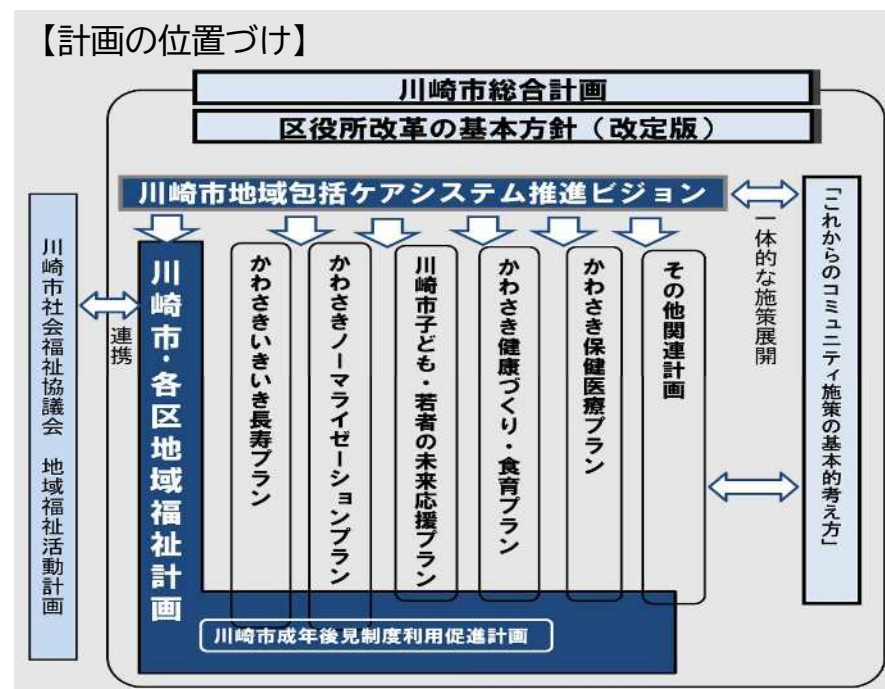 【計画の位置づけ】
川崎市総合計画
区役所改革の基本方針（改定版）
川崎市地域包括ケアシステム推進ビジョン
川崎市社会福祉協議会 地域福祉活動計画
連携
川崎市・各区地域福祉計画
かわさきいきいき長寿プラン
かわさきノーマライゼーションプラン
川崎市子ども・若者の未来応援プラン
かわさき健康づくり・食育プラン
かわさき保健医療プラン
その他関連計画
一体的な施策展開
「これからのコミュニティ施策の基本的考え方」
川崎市成年後見制度利用促進計画